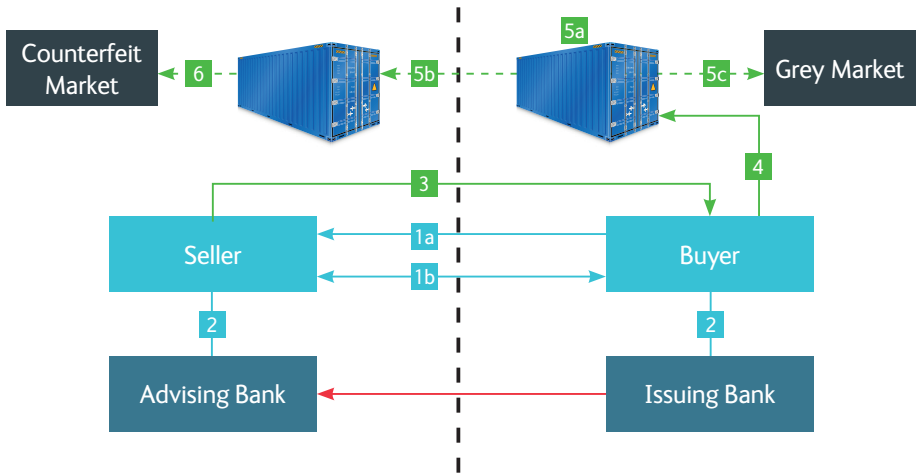 5a
Counterfeit
Market
6
5b
5c
Grey Market
4
3
Seller
1a
Buyer
1b
2
2
Advising Bank
Issuing Bank